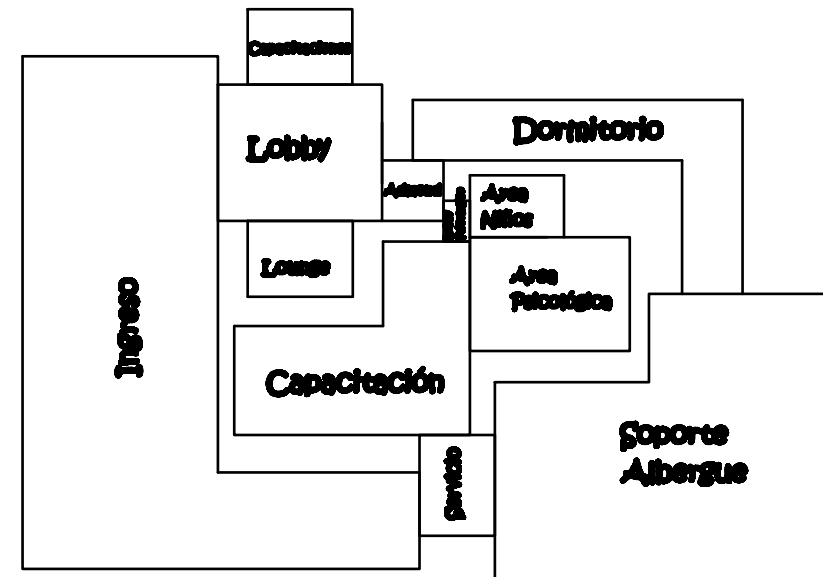 Capacitaciones
Lobby
Dormitorio
Area
Niños
Lounge
Area
Psicológica
Ingreso
Capacitación
Servicio
Soporte
Albergue